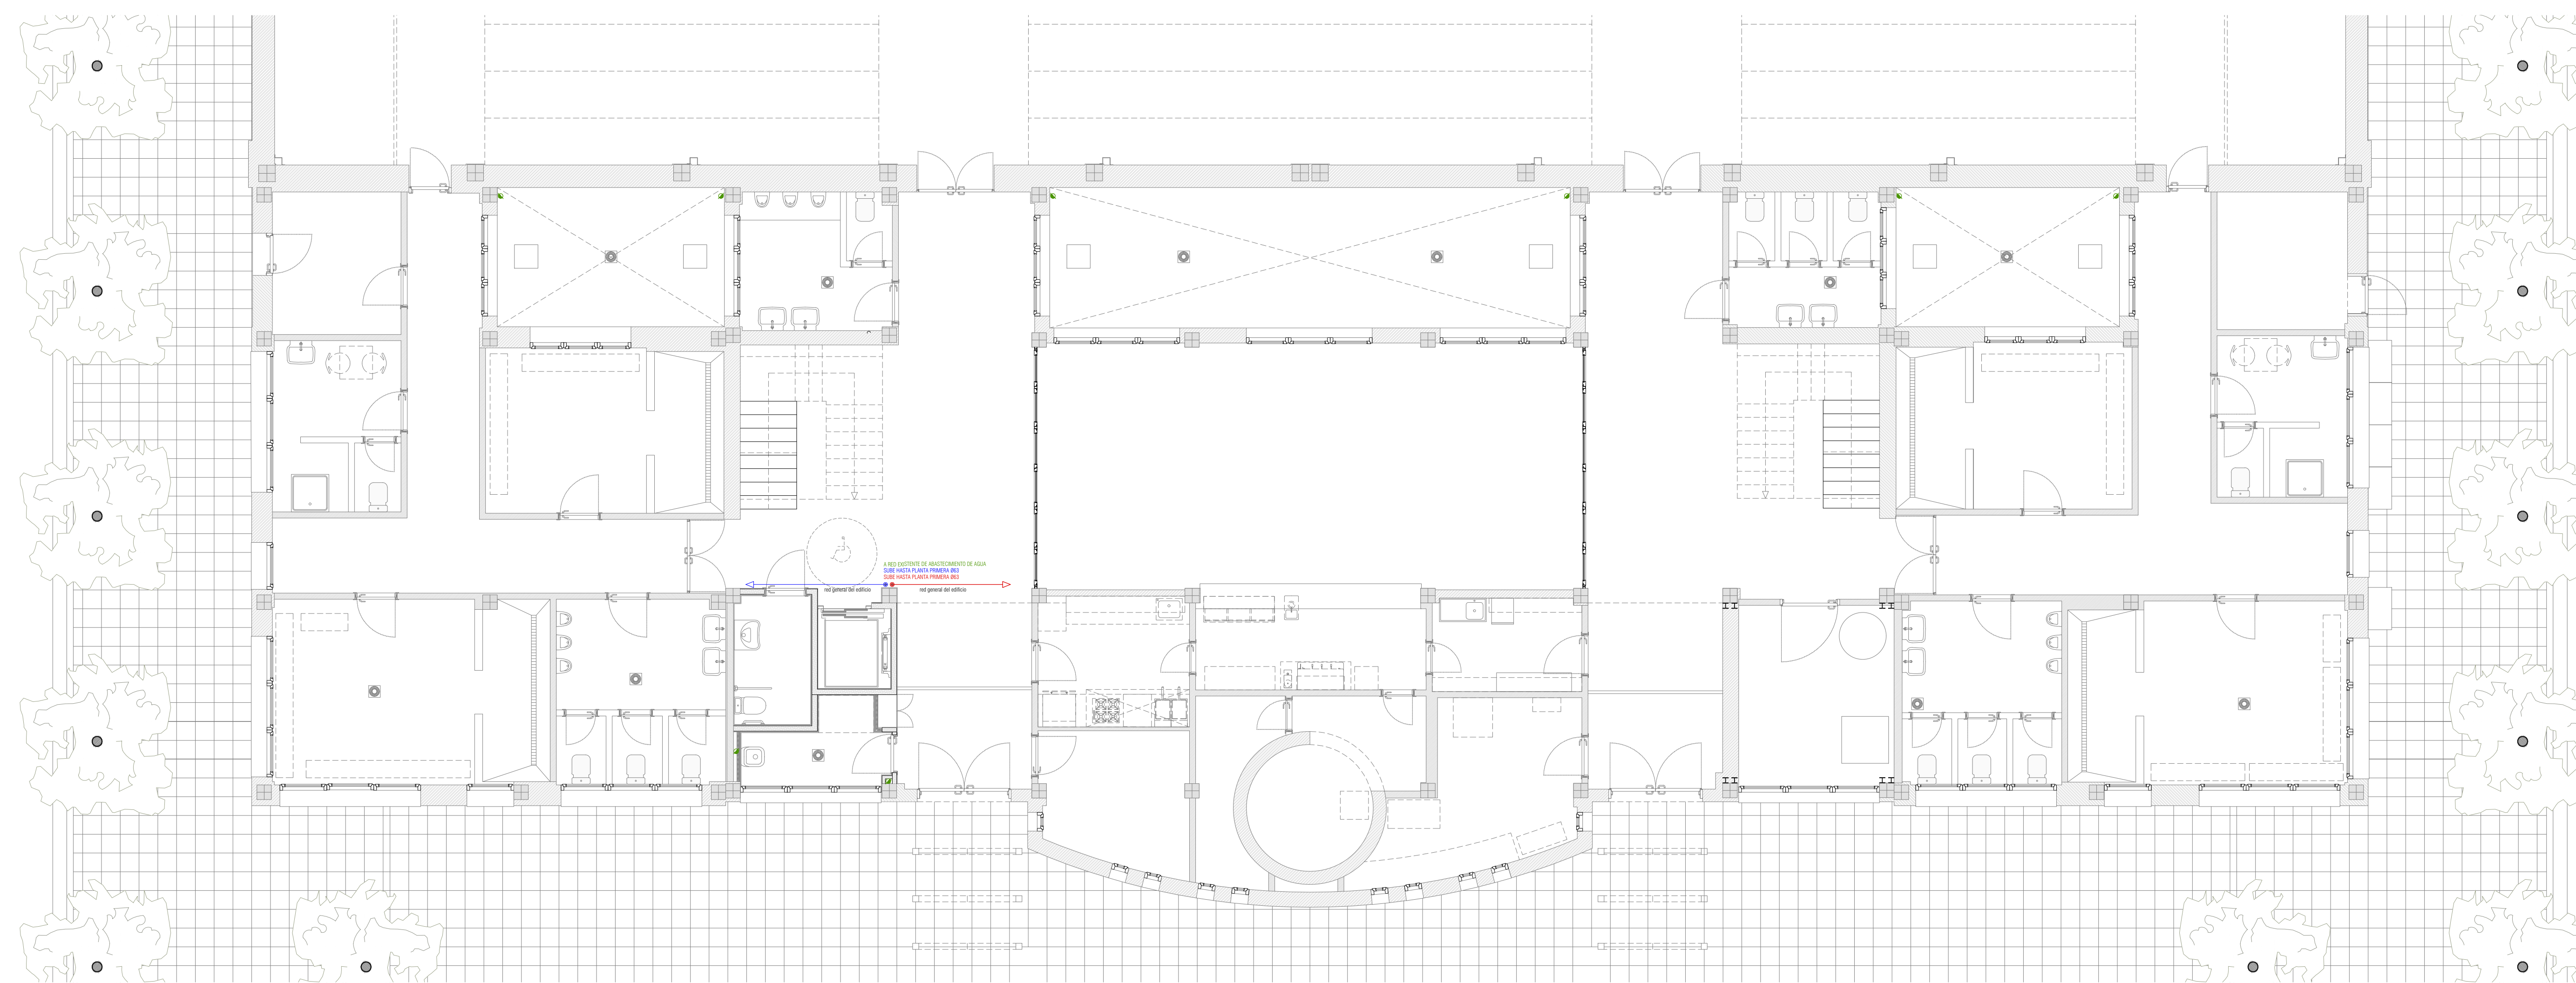 A RED EXISTENTE DE ABASTECIMIENTO DE AGUA
SUBE HASTA PLANTA PRIMERA Ø63
SUBE HASTA PLANTA PRIMERA Ø63
red general del edificio
red general del edificio